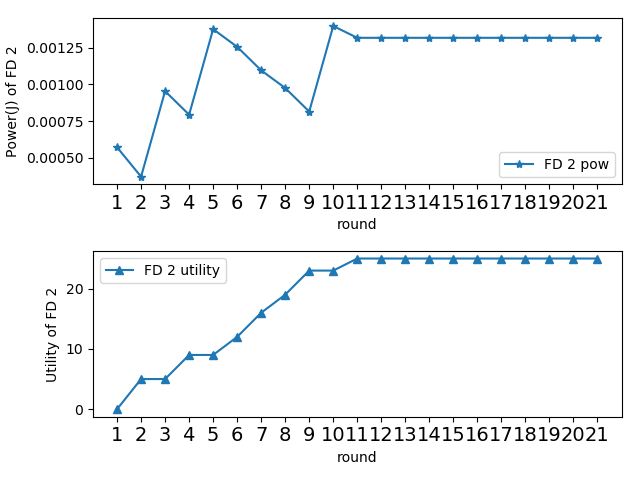 Power(J) of FD 2
0.00125
0.00100
0.00075
0.00050
FD 2 pow
1 2 3 4 5 6 7 8 9 10 11 12 13 14 15 16 17 18 19 20 21
round
Utility of FD 2
FD 2 utility
20
10
0
1 2 3 4 5 6 7 8 9 10 11 12 13 14 15 16 17 18 19 20 21
round